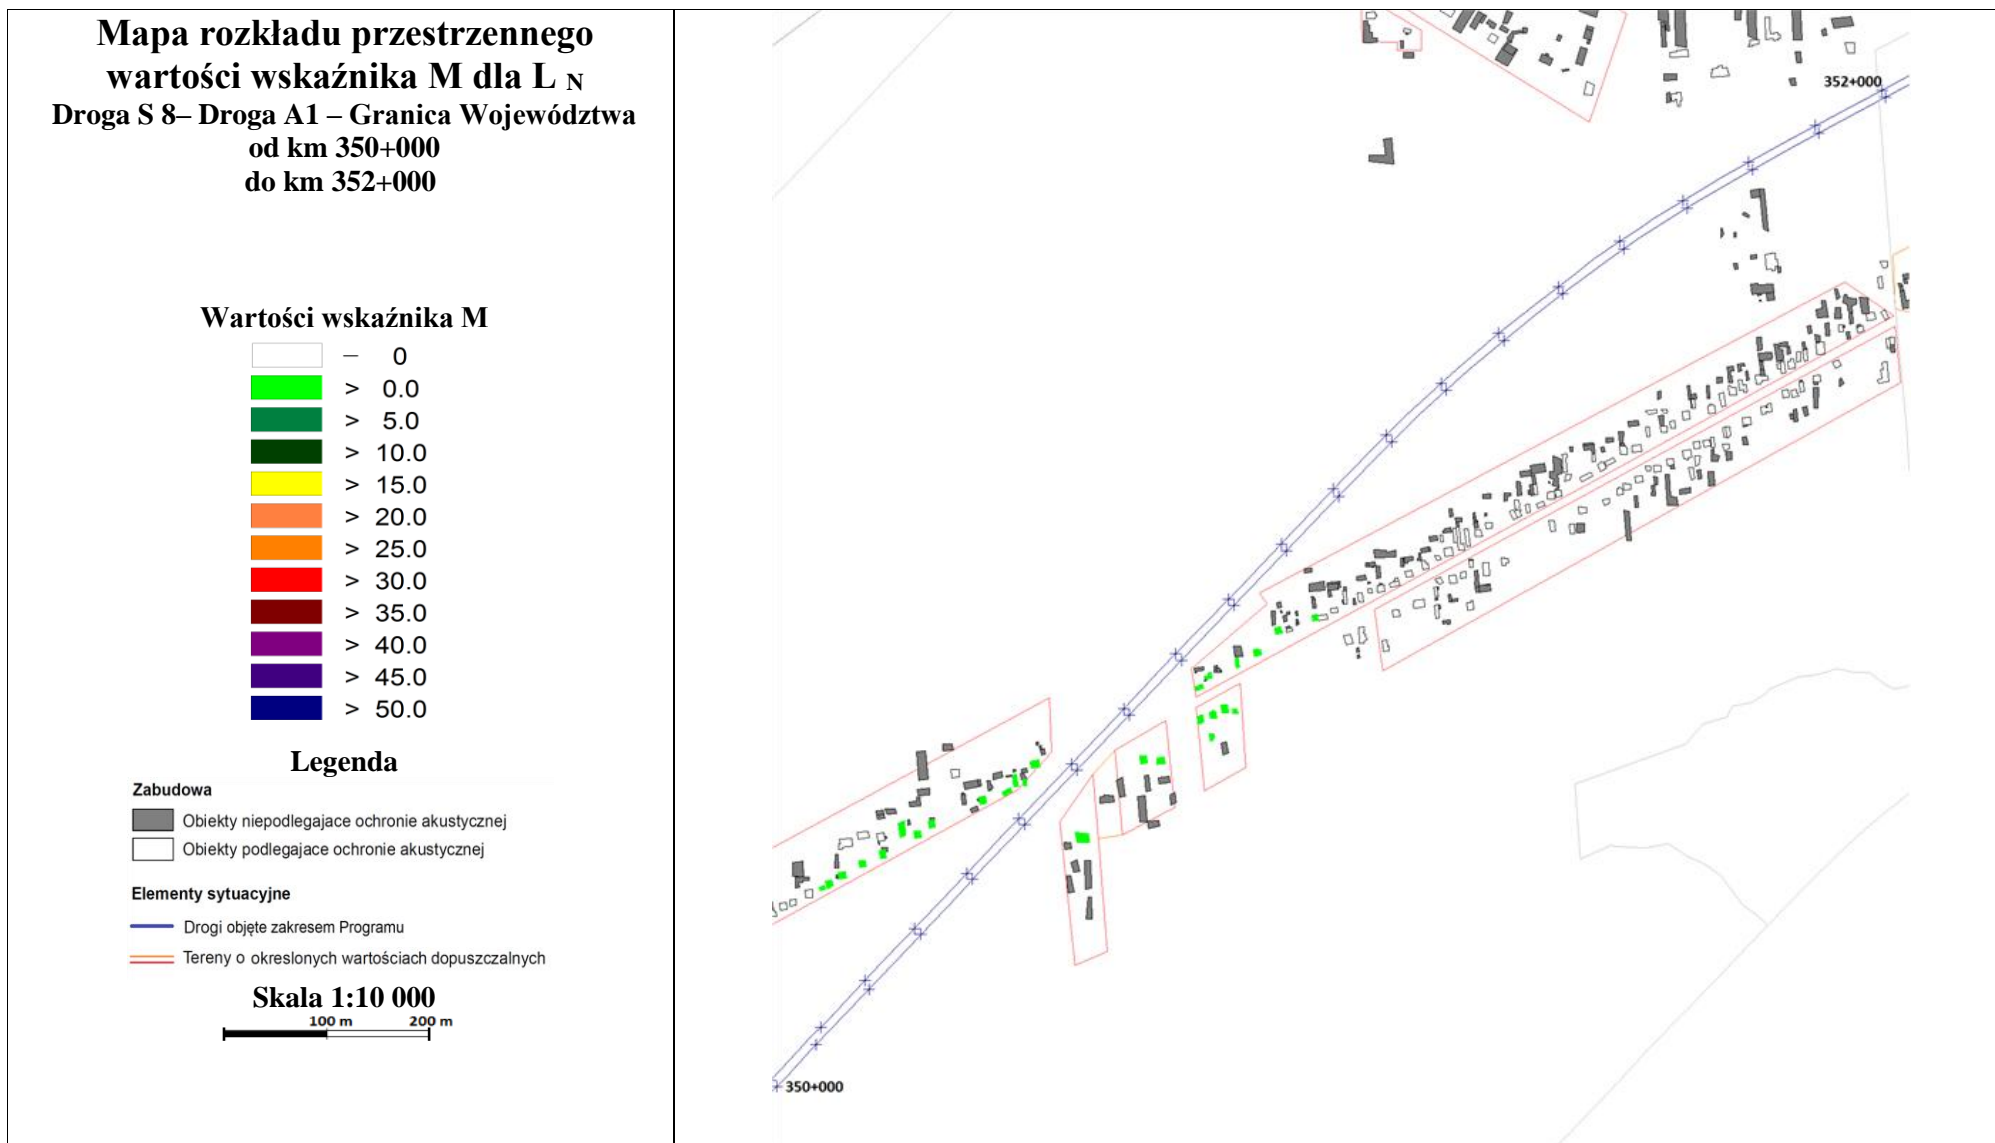 Mapa rozkładu przestrzennego
wartości wskaźnika M dla L N
Droga S 8– Droga A1 – Granica Województwa
od km 350+000
do km 352+000
Wartości wskaźnika M
– 0
> 0.0
> 5.0
> 10.0
> 15.0
> 20.0
> 25.0
> 30.0
> 35.0
> 40.0
> 45.0
> 50.0
Legenda
Zabudowa
Obiekty niepodlegajace ochronie akustycznej
Obiekty podlegajace ochronie akustycznej
Elementy sytuacyjne
Drogi objęte zakresem Programu
Tereny o okreslonych wartościach dopuszczalnych
Skala 1:10 000
100 m 200 m
352+000
350+000